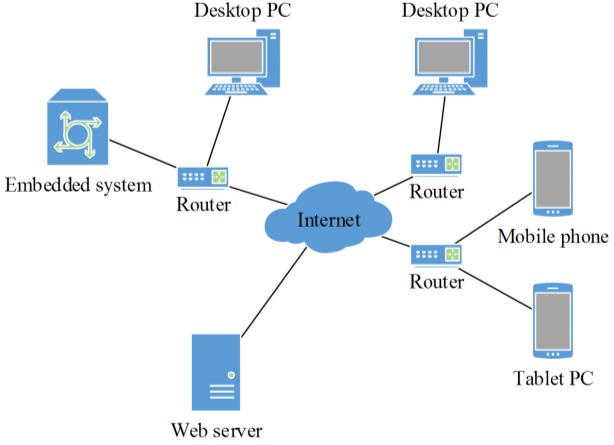 Desktop PC
Desktop PC
Embedded system
Router
Router
Internet
Mobile phone
Router
Tablet PC
Web server